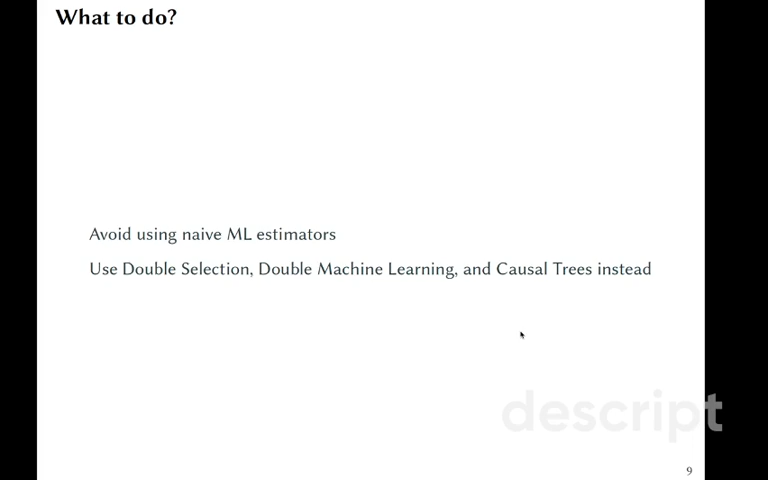 What to do?
Avoid using naive ML estimators
Use Double Selection, Double Machine Learning, and Causal Trees instead
descript
9